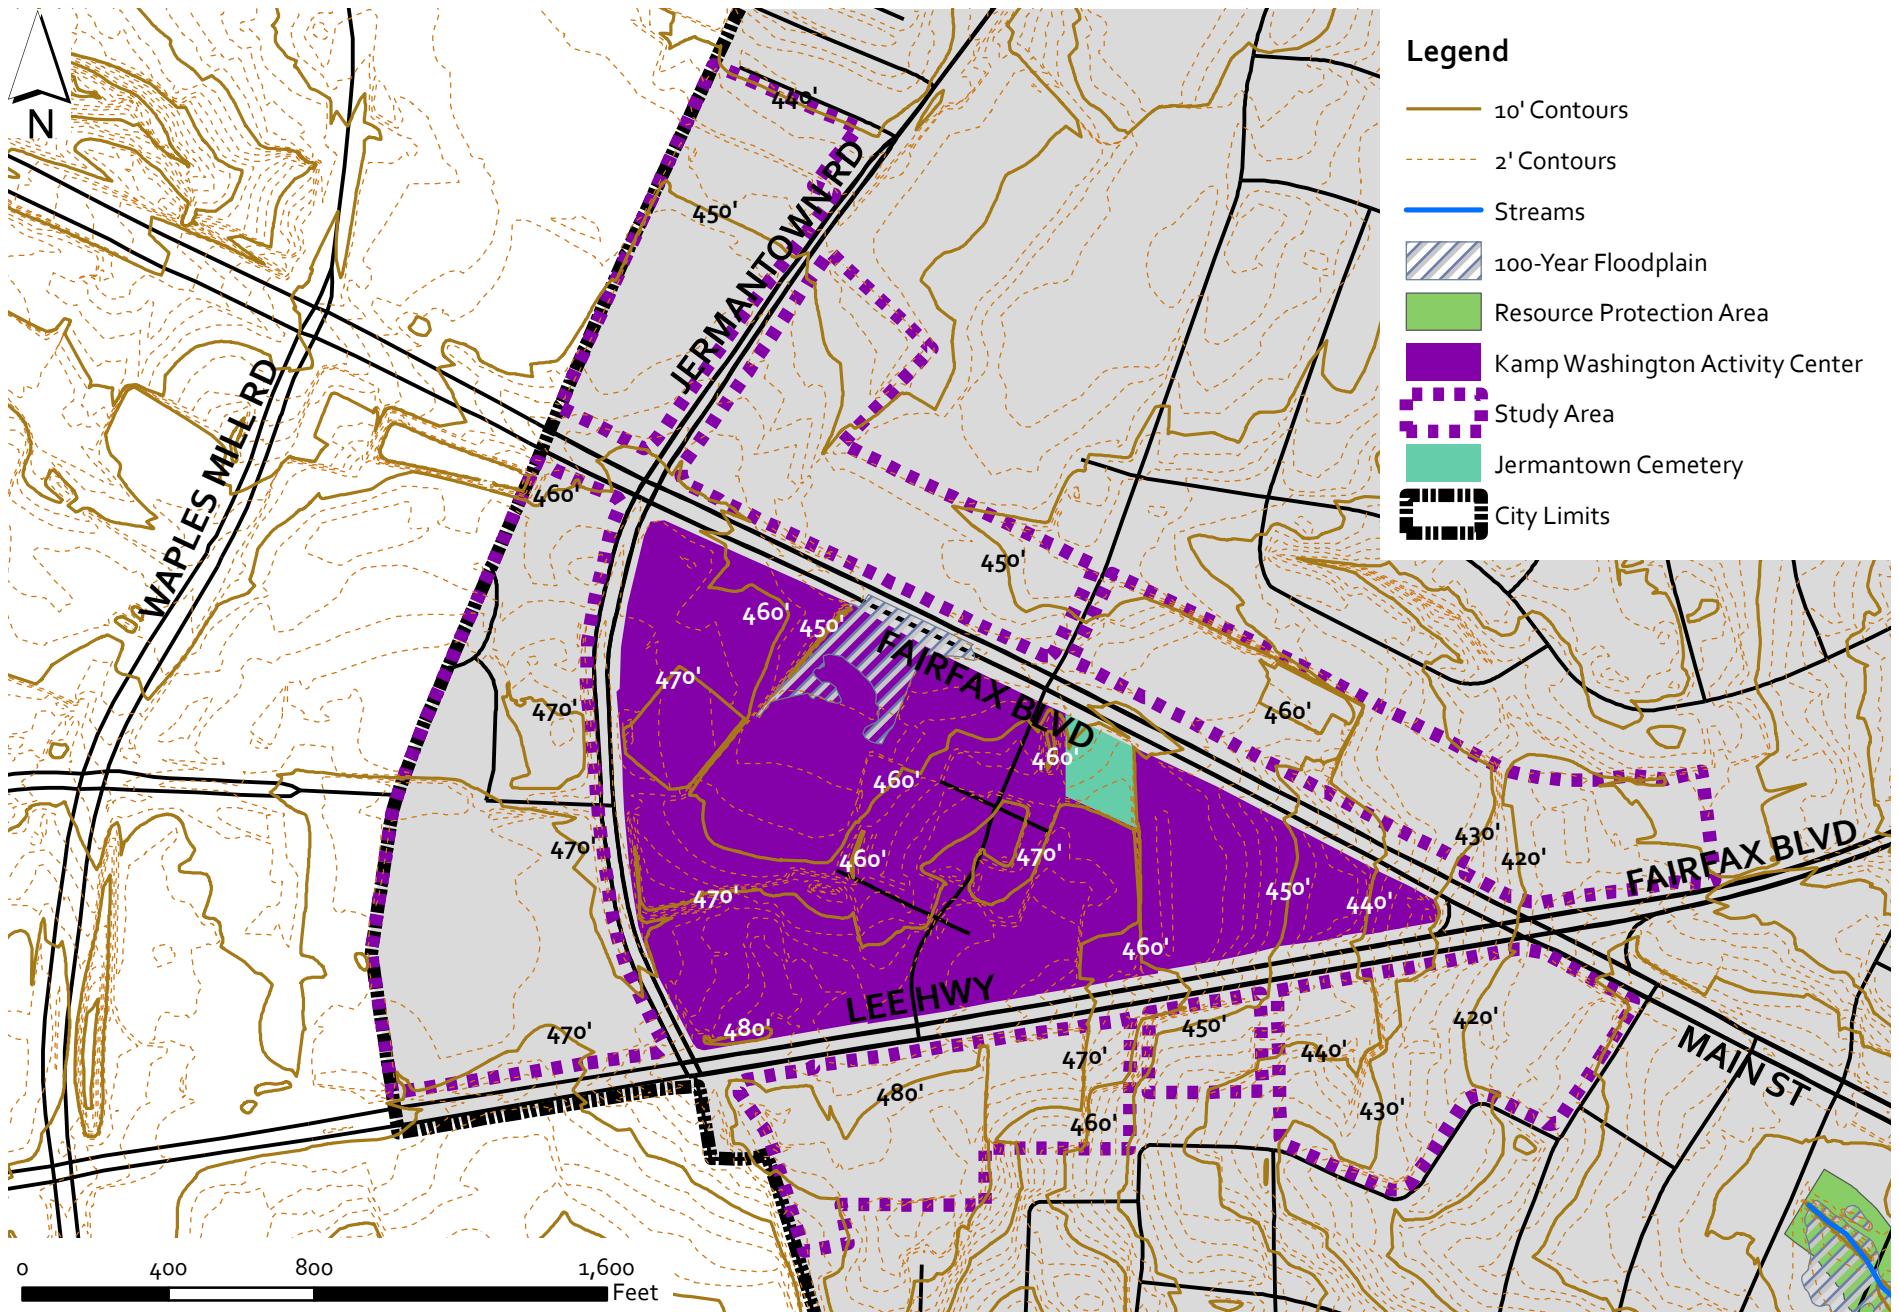 Legend
10' Contours
2' Contours
Streams
100-Year Floodplain
Resource Protection Area
Kamp Washington Activity Center
Study Area
Jermantown Cemetery
City Limits
N
440'
JERMANTOWN RD
450'
WAPLES MILL RD
460'
450'
460'
450'
FAIRFAX BLVD
470'
470'
460'
460'
460'
430'
420'
FAIRFAX BLVD
470'
460'
470'
470'
450'
440'
460'
LEE HWY
480'
470'
450'
420'
440'
470'
MAIN ST
480'
430'
460'
0 400 800 1,600
Feet